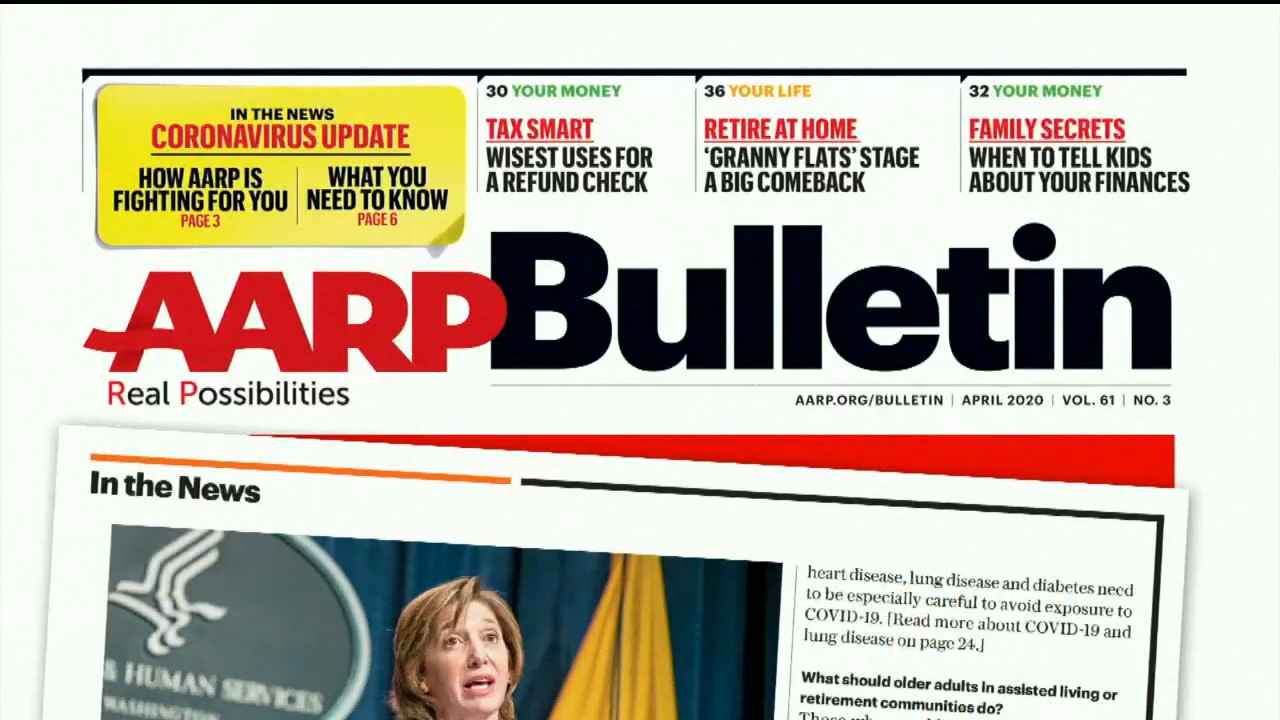 IN THE NEWS
CORONAVIRUS UPDATE
HOW AARP IS
FIGHTING FOR YOU
PAGE 3
WHAT YOU
NEED TO KNOW
PAGE 6
30 YOUR MONEY
TAX SMART
WISEST USES FOR
A REFUND CHECK
36 YOUR LIFE
RETIRE AT HOME
‘GRANNY FLATS’ STAGE
A BIG COMEBACK
32 YOUR MONEY
FAMILY SECRETS
WHEN TO TELL KIDS
ABOUT YOUR FINANCES
AARP Bulletin
Real Possibilities
AARP.ORG/BULLETIN | APRIL 2020 | VOL. 61 | NO. 3
In the News
& HUMAN SERVICES
WASHINGTON
heart disease, lung disease and diabetes need
to be especially careful to avoid exposure to
COVID-19. [Read more about COVID-19 and
lung disease on page 24.]
What should older adults in assisted living or
retirement communities do?